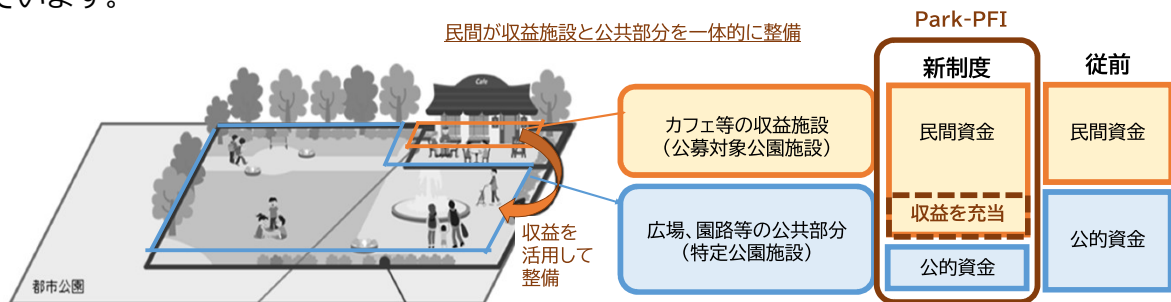 ています。
民間が収益施設と公共部分を一体的に整備
Park-PFI
新制度
従前
Cafe
カフェ等の収益施設
（公募対象公園施設）
民間資金
民間資金
収益を充当
広場、園路等の公共部分
（特定公園施設）
公的資金
公的資金
収益を
活用して
整備
都市公園